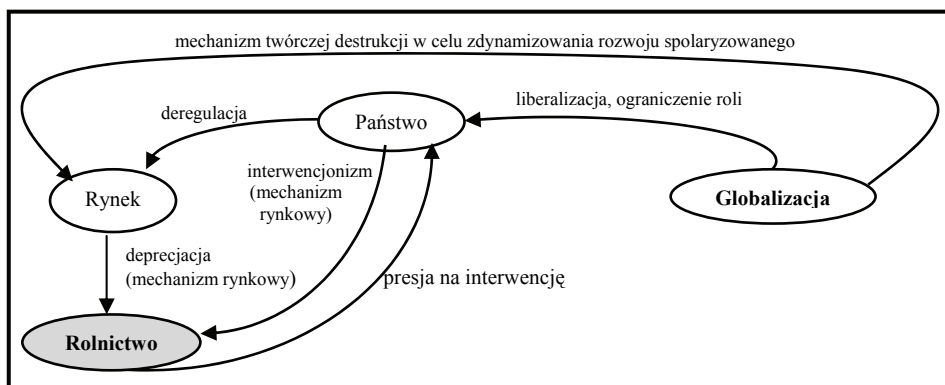 mechanizm twórczej destrukcji w celu zdynamizowania rozwoju spolaryzowanego
liberalizacja, ograniczenie roli
deregulacja
Państwo
interwencjonizm
(mechanizm
rynkowy)
Rynek
Globalizacja
deprecjacja
(mechanizm rynkowy)
presja na interwencję
Rolnictwo